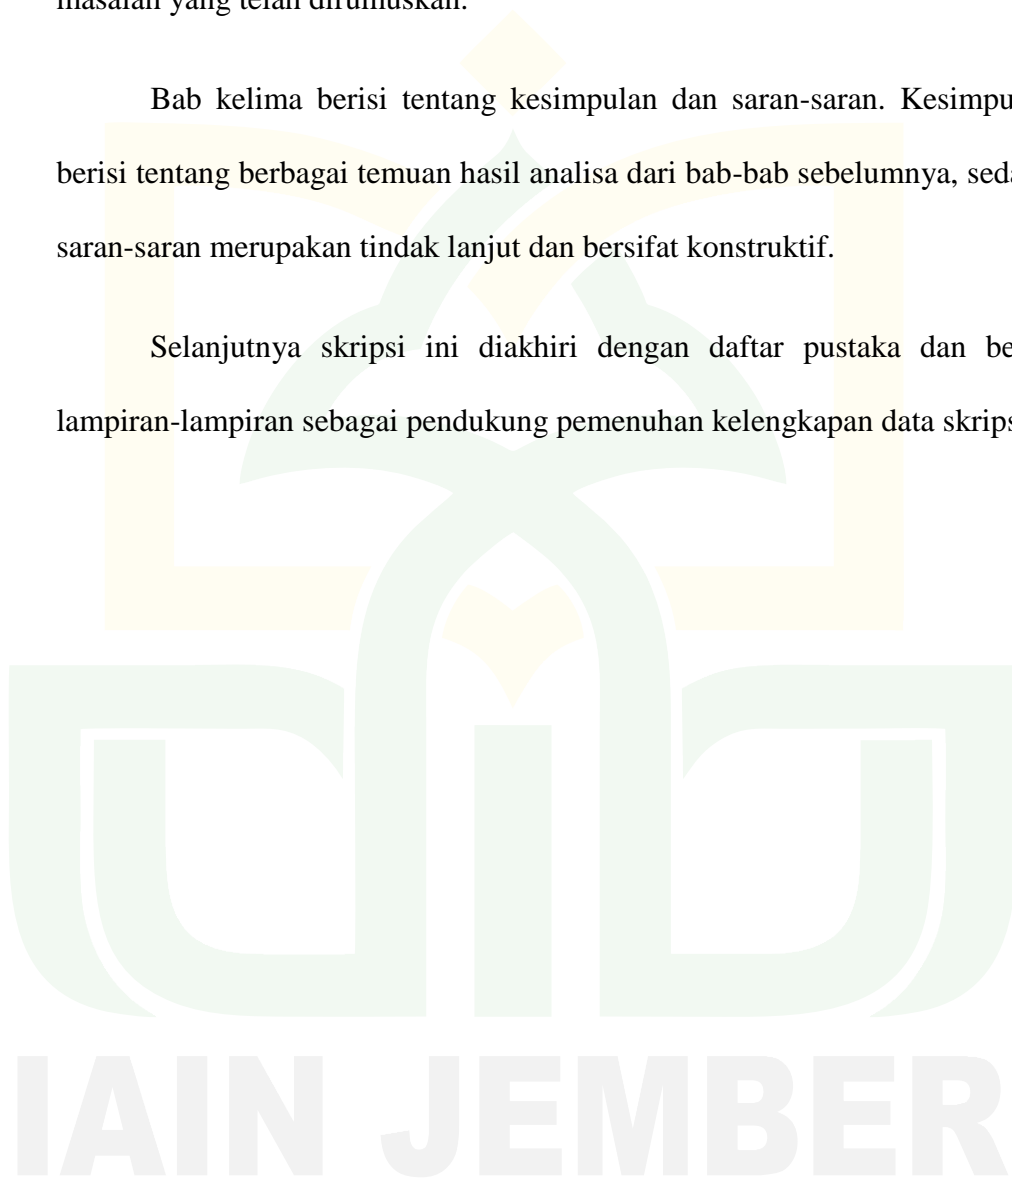 masalah yang telah dirumuskan.
Bab kelima berisi tentang kesimpulan dan saran-saran. Kesimpu
berisi tentang berbagai temuan hasil analisa dari bab-bab sebelumnya, seda
saran-saran merupakan tindak lanjut dan bersifat konstruktif.
Selanjutnya skripsi ini diakhiri dengan daftar pustaka dan be
lampiran-lampiran sebagai pendukung pemenuhan kelengkapan data skrips
IAIN JEMBER